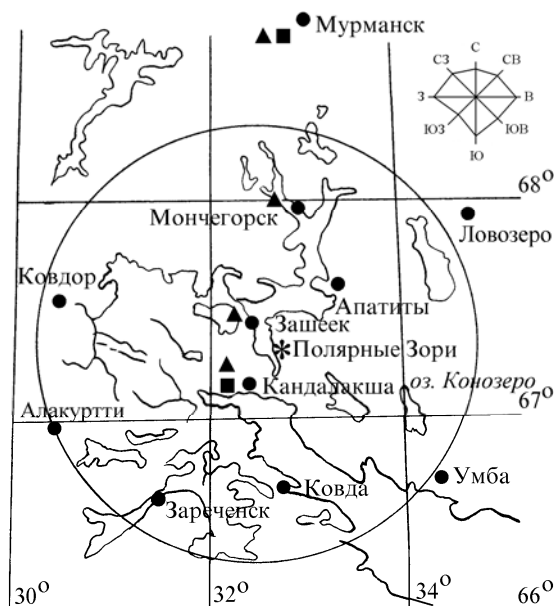 Мурманск
С
СЗ
СВ
З
В
ЮЗ
ЮВ
Ю
68°
Мончегорск
Ловозеро
Ковдор
Апатиты
Зашеек
Полярные Зори
Кандалакша
оз. Конозеро
67°
Алакуртти
Умба
Ковда
Зареченск
30°
32°
34°
66°